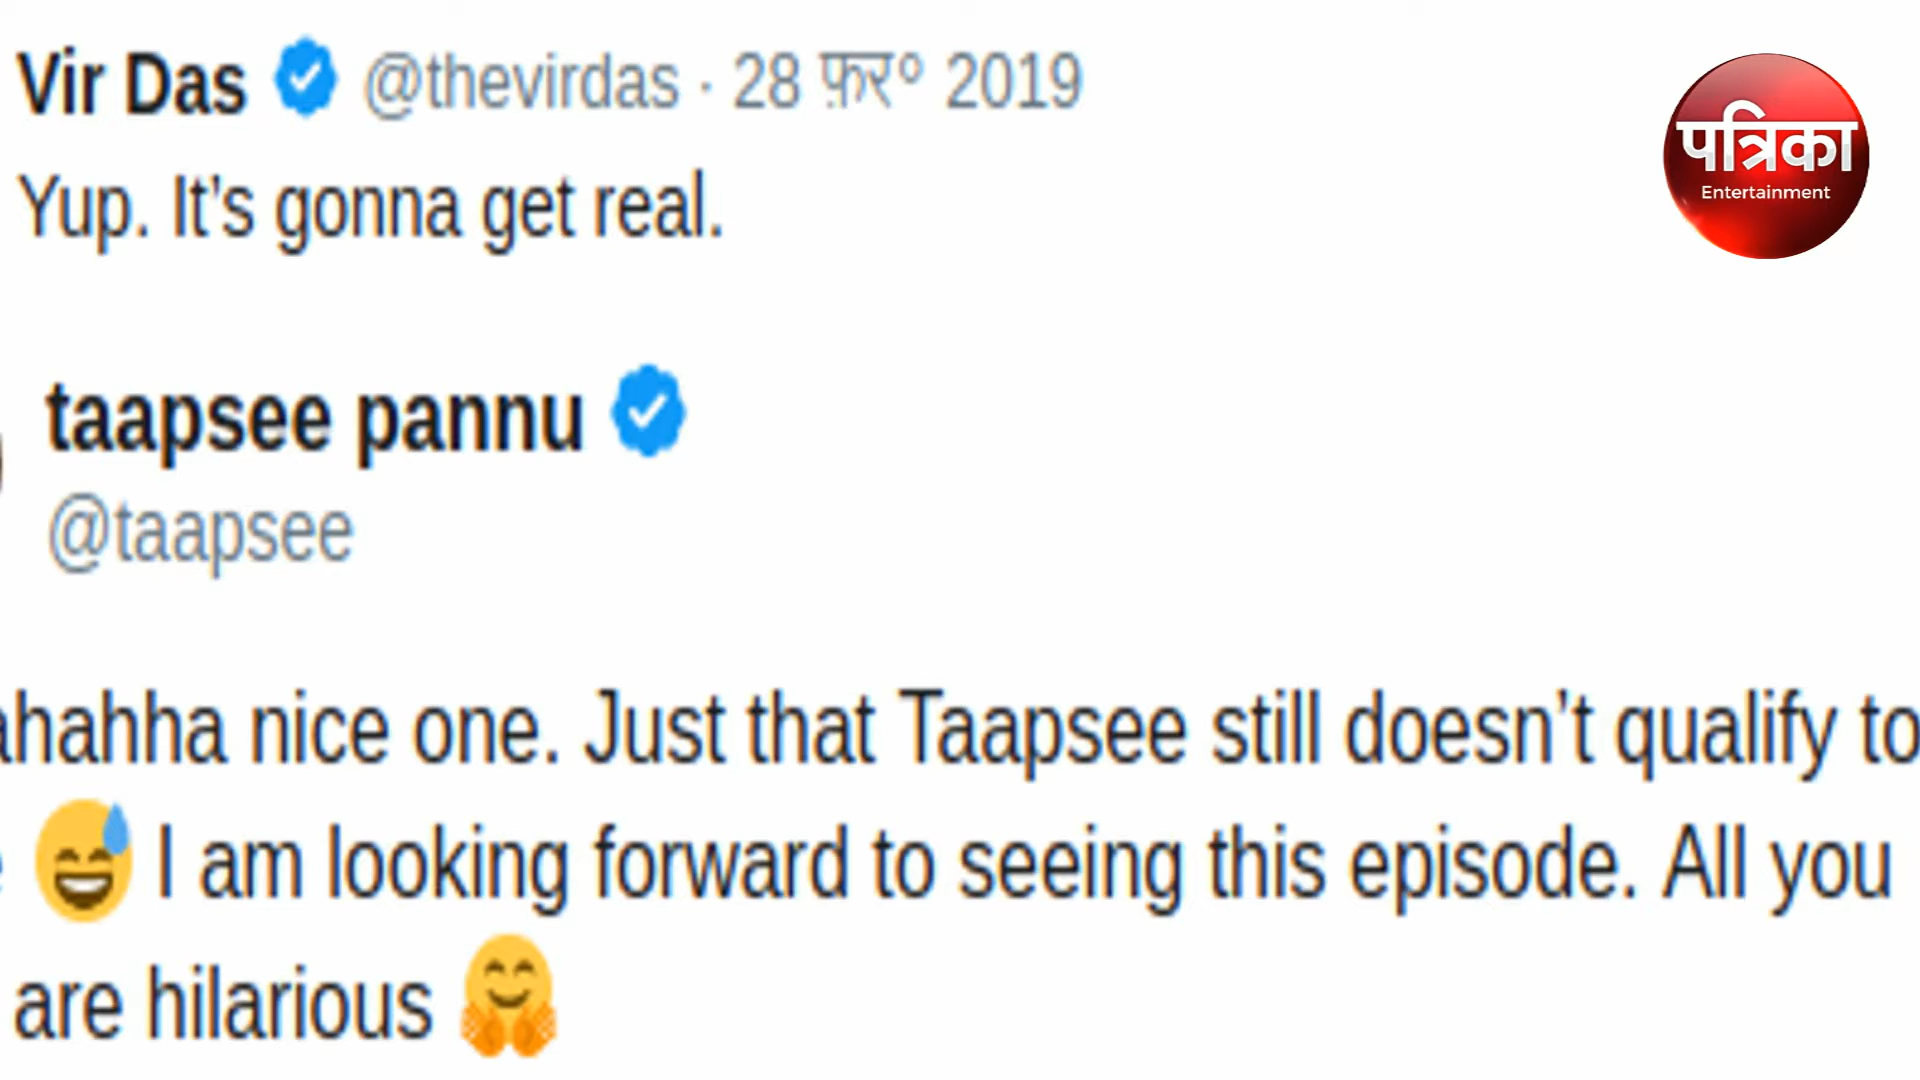 Vir Das @thevirdas · 28 फ़र॰ 2019
Yup. It's gonna get real.
पत्रिका
Entertainment
taapsee pannu
@taapsee
nice one. Just that Taapsee still doesn't qualify to
😅 I am looking forward to seeing this episode. All you
are hilarious 🤗